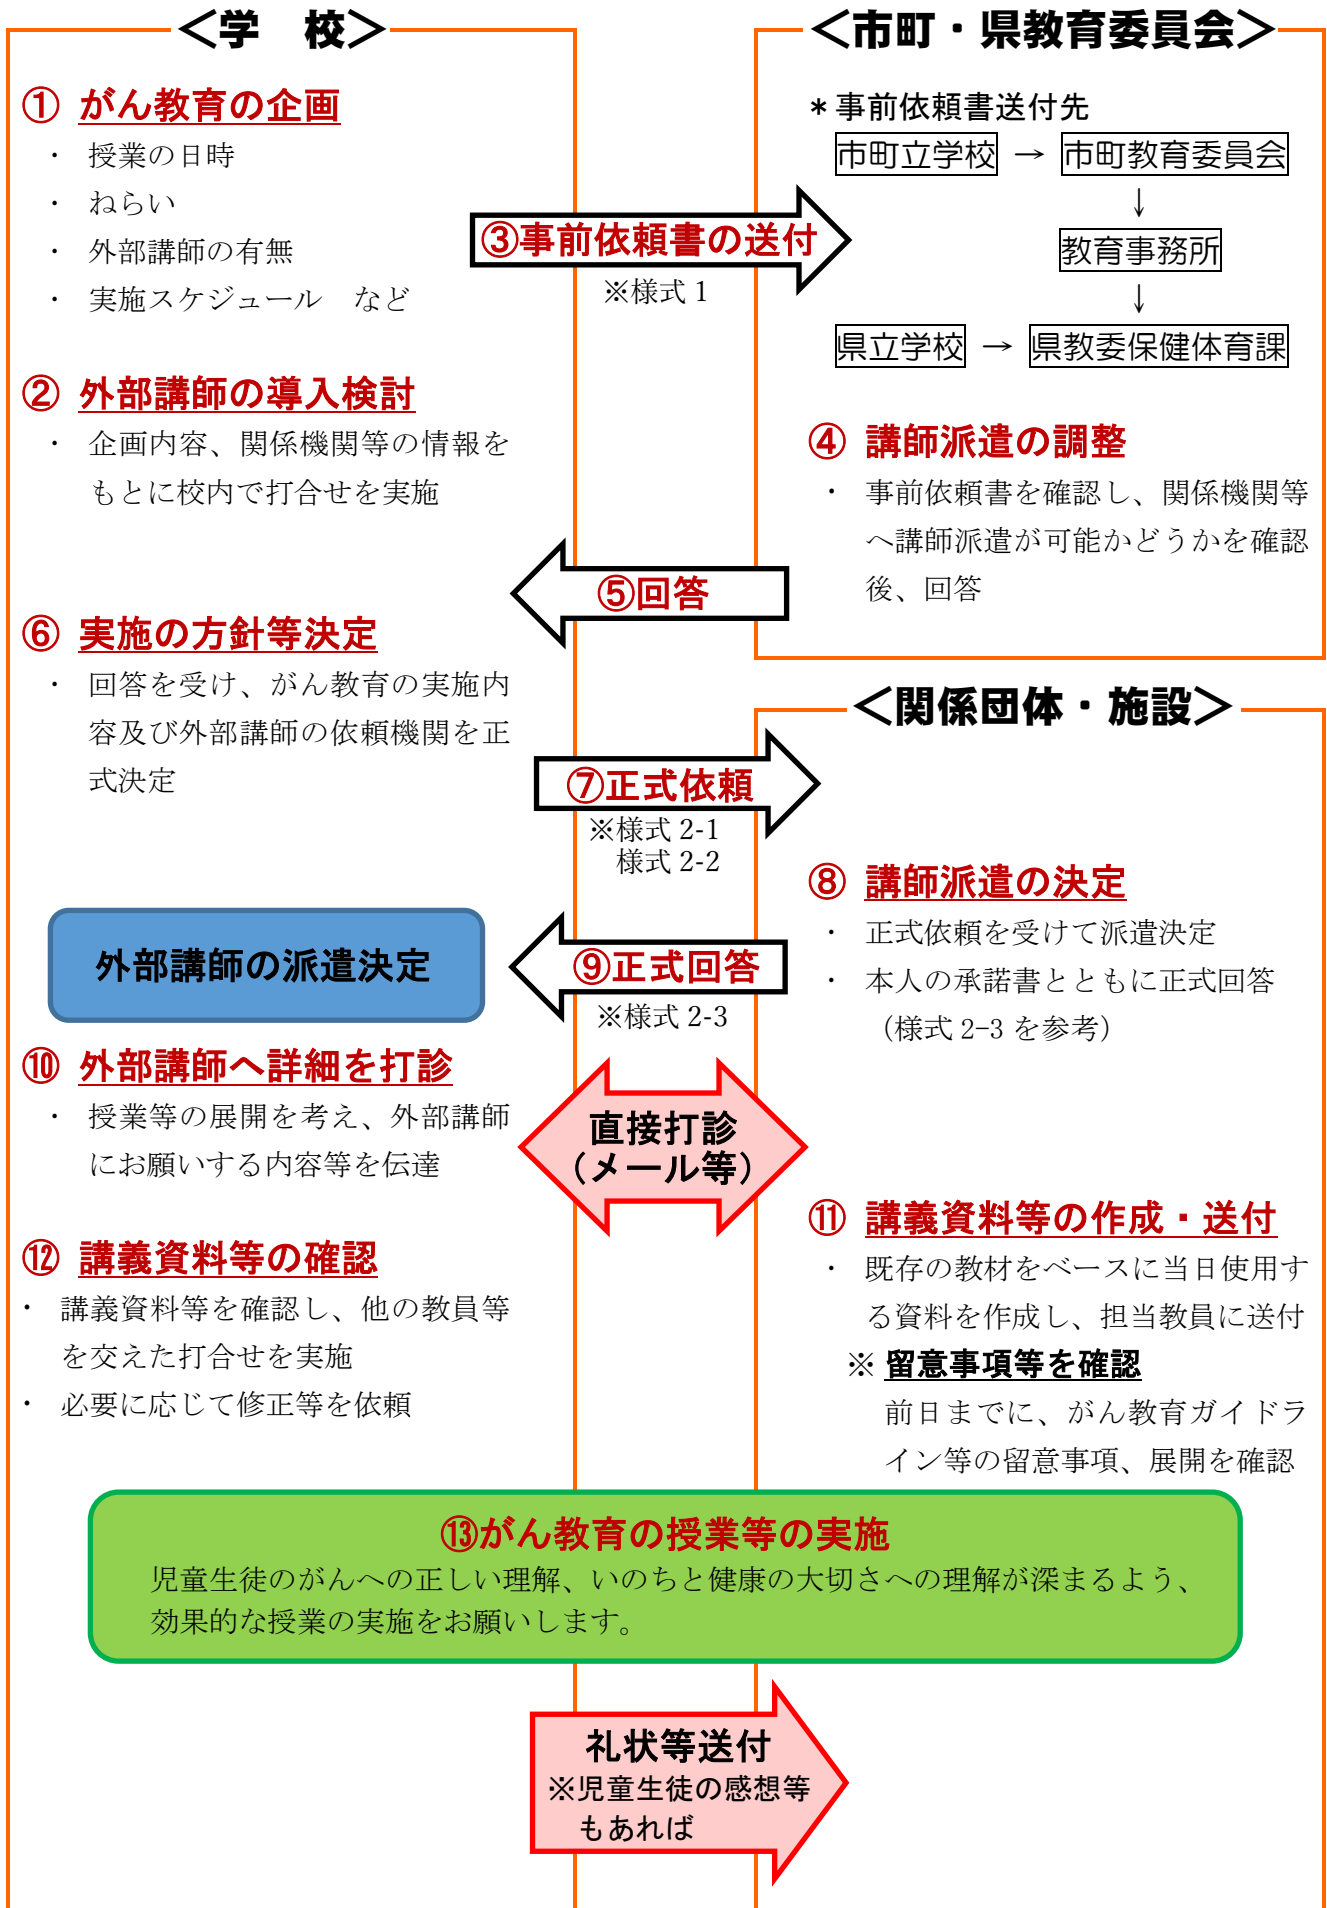 ＜学　校＞
① がん教育の企画
・ 授業の日時
・ ねらい
・ 外部講師の有無
・ 実施スケジュール　など
② 外部講師の導入検討
・ 企画内容、関係機関等の情報を
もとに校内で打合せを実施
③事前依頼書の送付
※様式 1
＜市町・県教育委員会＞
＊事前依頼書送付先
市町立学校 → 市町教育委員会
↓
教育事務所
↓
県立学校 → 県教委保健体育課
④ 講師派遣の調整
・ 事前依頼書を確認し、関係機関等
へ講師派遣が可能かどうかを確認
後、回答
⑤回答
⑥ 実施の方針等決定
・ 回答を受け、がん教育の実施内
容及び外部講師の依頼機関を正
式決定
⑦正式依頼
※様式 2-1
様式 2-2
＜関係団体・施設＞
⑧ 講師派遣の決定
・ 正式依頼を受けて派遣決定
・ 本人の承諾書とともに正式回答
（様式 2-3 を参考）
⑨正式回答
※様式 2-3
外部講師の派遣決定
⑩ 外部講師へ詳細を打診
・ 授業等の展開を考え、外部講師
にお願いする内容等を伝達
直接打診
（メール等）
⑪ 講義資料等の作成・送付
・ 既存の教材をベースに当日使用す
る資料を作成し、担当教員に送付
※ 留意事項等を確認
前日までに、がん教育ガイドラ
イン等の留意事項、展開を確認
⑫ 講義資料等の確認
・ 講義資料等を確認し、他の教員等
を交えた打合せを実施
・ 必要に応じて修正等を依頼
⑬がん教育の授業等の実施
児童生徒のがんへの正しい理解、いのちと健康の大切さへの理解が深まるよう、
効果的な授業の実施をお願いします。
礼状等送付
※児童生徒の感想等
もあれば